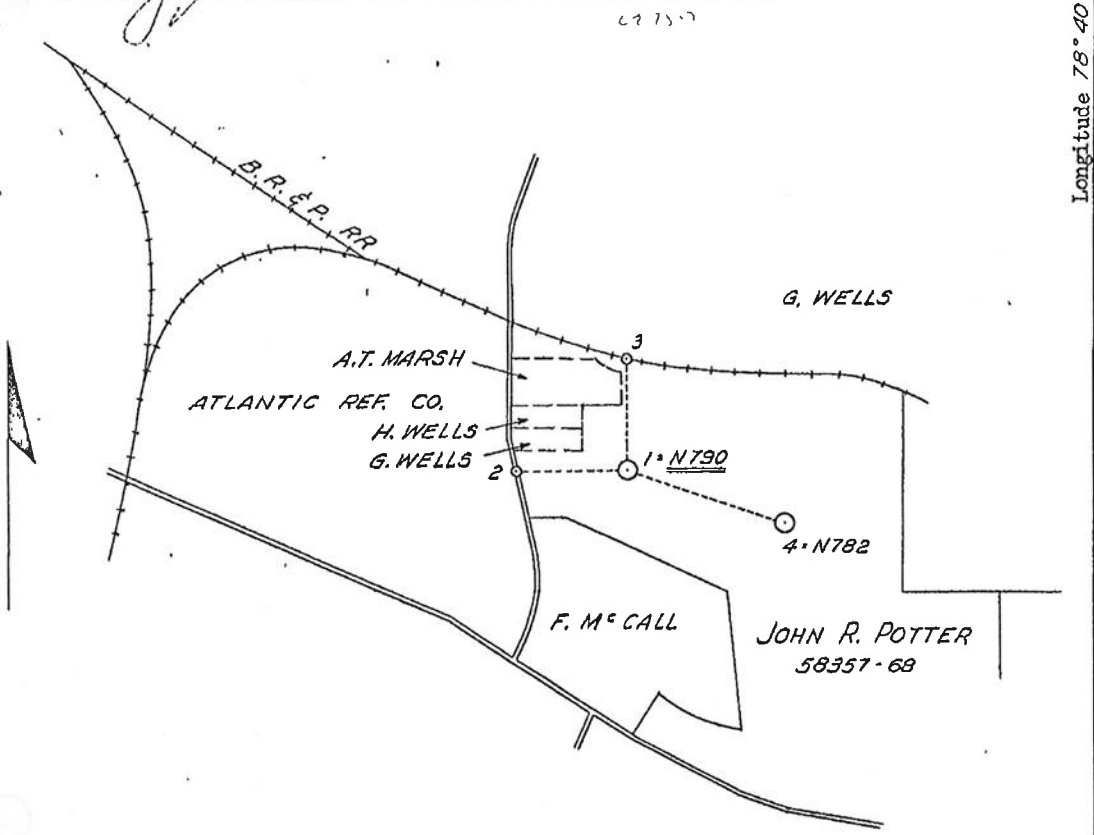 Longitude 78° 40
B. R. & P. RR
G. WELLS
3
A.T. MARSH
ATLANTIC REF. CO.
H. WELLS
G. WELLS
2
1 = N790
4 = N782
F. McCALL
JOHN R. POTTER
58357-68